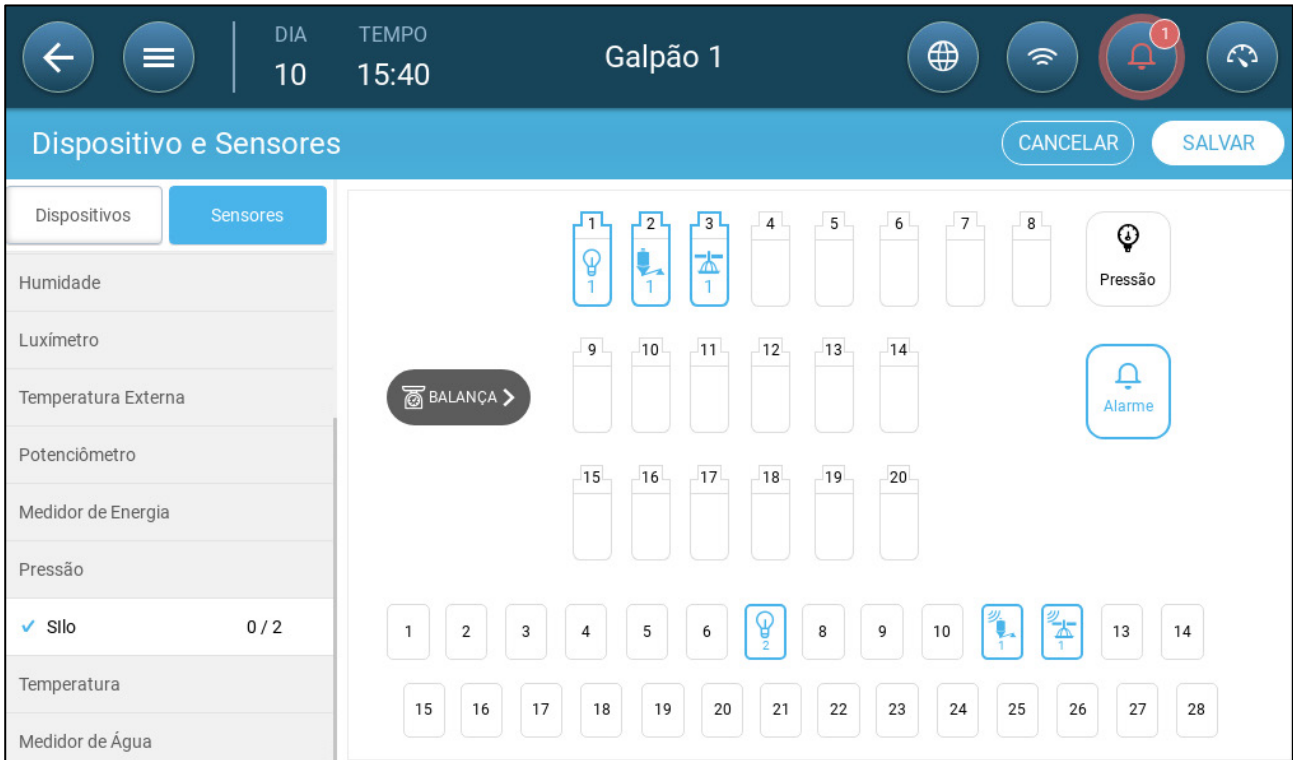 DIA TEMPO
10 15:40 Galpão 1 1
Dispositivo e Sensores CANCELAR SALVAR
Dispositivos Sensores
Humidade
Luxímetro
Temperatura Externa
Potenciômetro
Medidor de Energia
Pressão
SIlo 0 / 2
Temperatura
Medidor de Água
1 2 3 4 5 6 7 8
1 1 1
Pressão
9 10 11 12 13 14
BALANÇA
Alarme
15 16 17 18 19 20
1 2 3 4 5 6 2 8 9 10 1 1 13 14
15 16 17 18 19 20 21 22 23 24 25 26 27 28